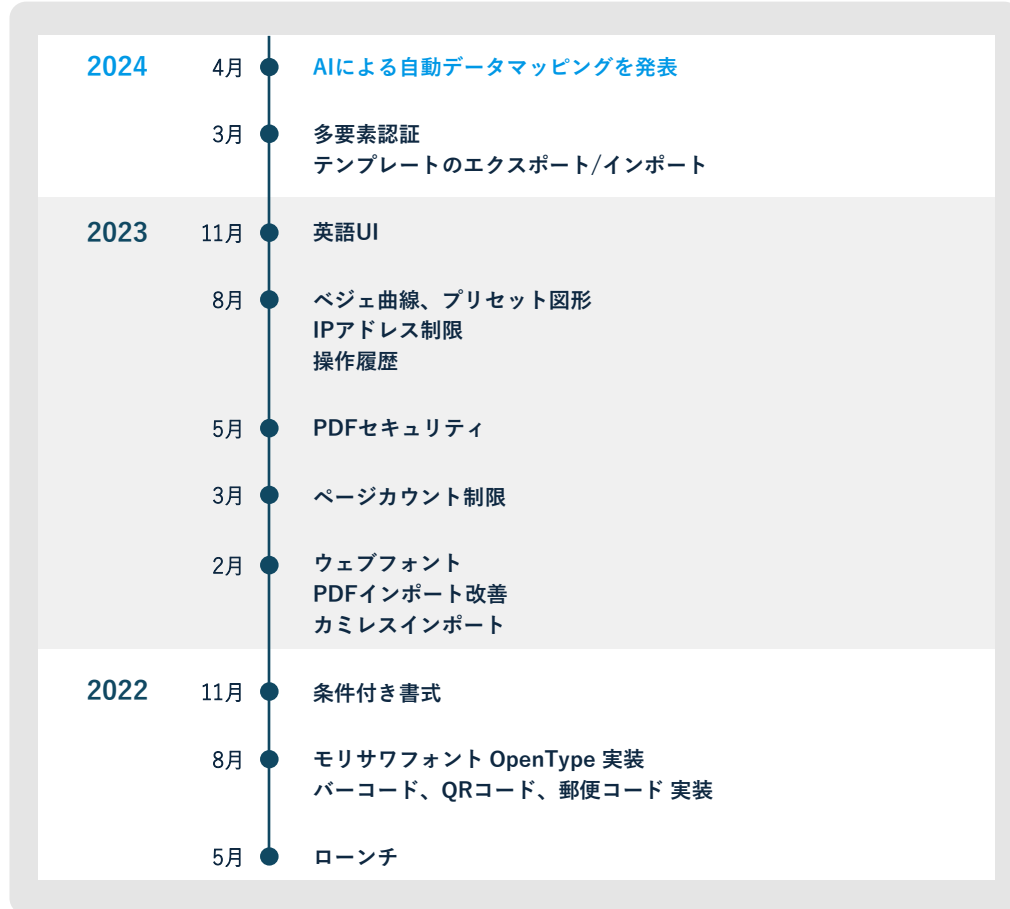 2024 4月 AIによる自動データマッピングを発表
3月 多要素認証
テンプレートのエクスポート/インポート
2023 11月 英語UI
8月 ベジェ曲線、プリセット図形
IPアドレス制限
操作履歴
5月 PDFセキュリティ
3月 ページカウント制限
2月 ウェブフォント
PDFインポート改善
カミレスインポート
2022 11月 条件付き書式
8月 モリサワフォント OpenType 実装
バーコード、QRコード、郵便コード 実装
5月 ローンチ